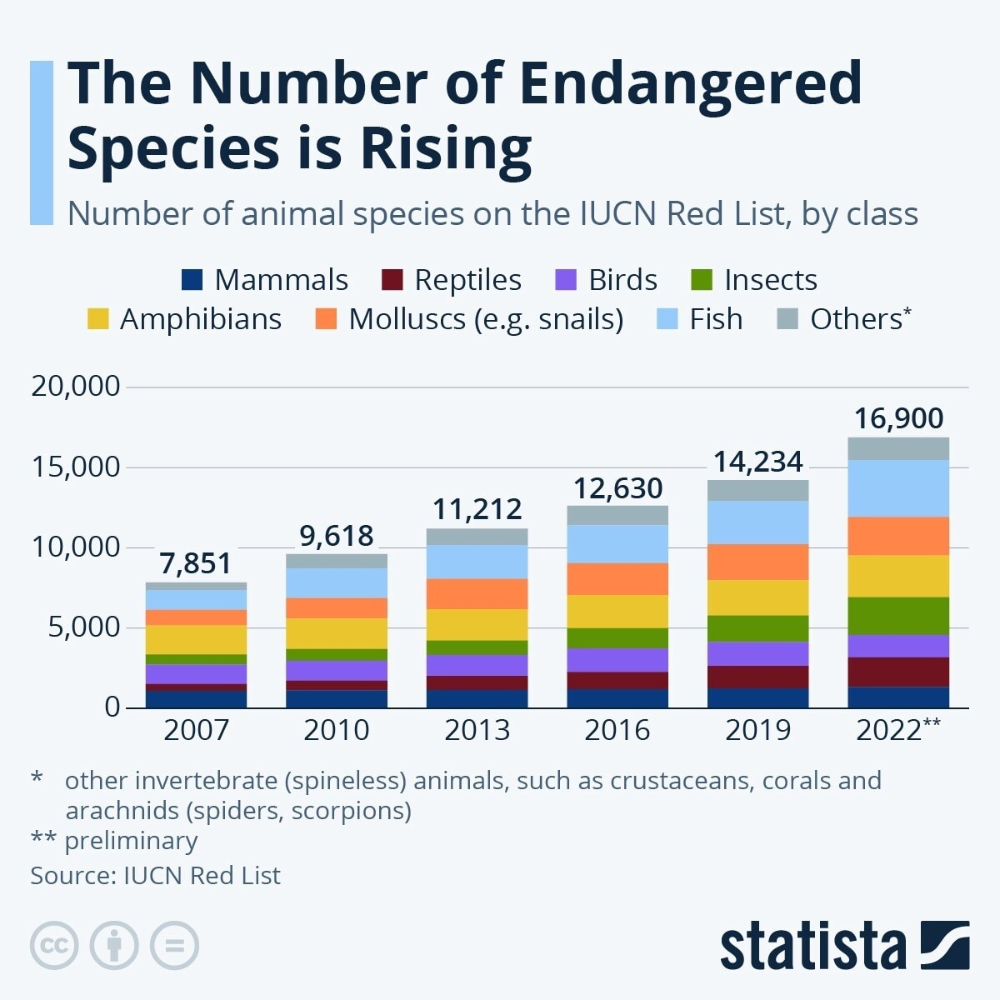 The Number of Endangered
Species is Rising
Number of animal species on the IUCN Red List, by class
Mammals Reptiles Birds Insects
Amphibians Molluscs (e.g. snails) Fish Others*
20,000
15,000
10,000
5,000
0
7,851
9,618
11,212
12,630
14,234
16,900
2007 2010 2013 2016 2019 2022**
* other invertebrate (spineless) animals, such as crustaceans, corals and
arachnids (spiders, scorpions)
** preliminary
Source: IUCN Red List
cc =
statista